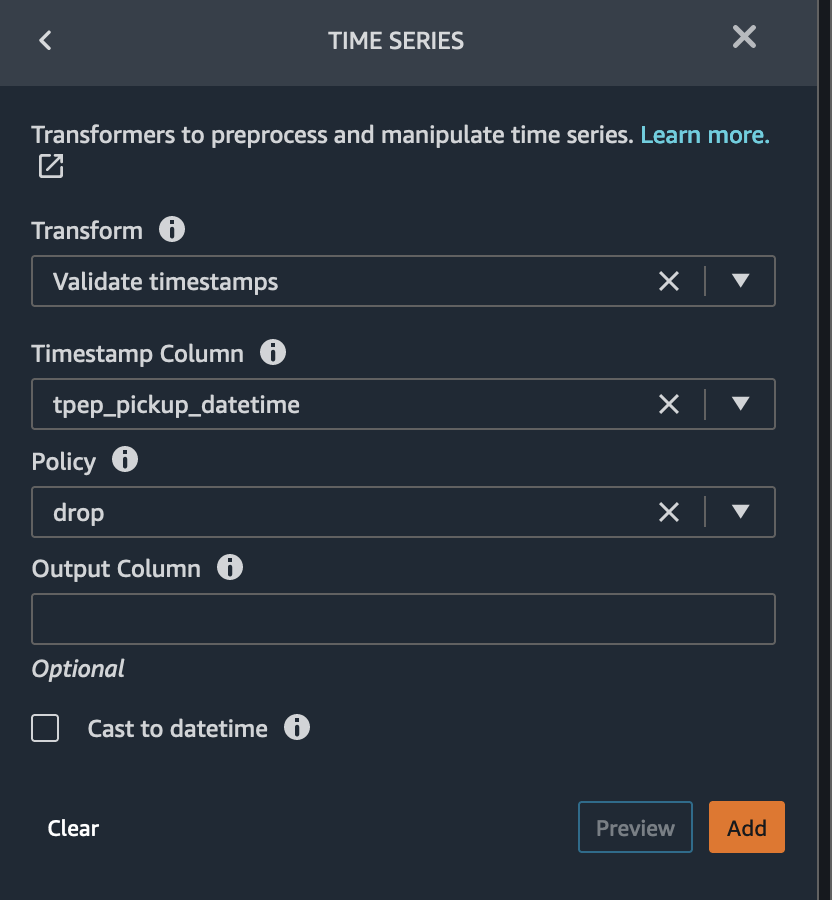 TIME SERIES
Transformers to preprocess and manipulate time series. Learn more.
Transform
Validate timestamps
Timestamp Column
tpep_pickup_datetime
Policy
drop
Output Column
Optional
Cast to datetime
Clear
Preview
Add